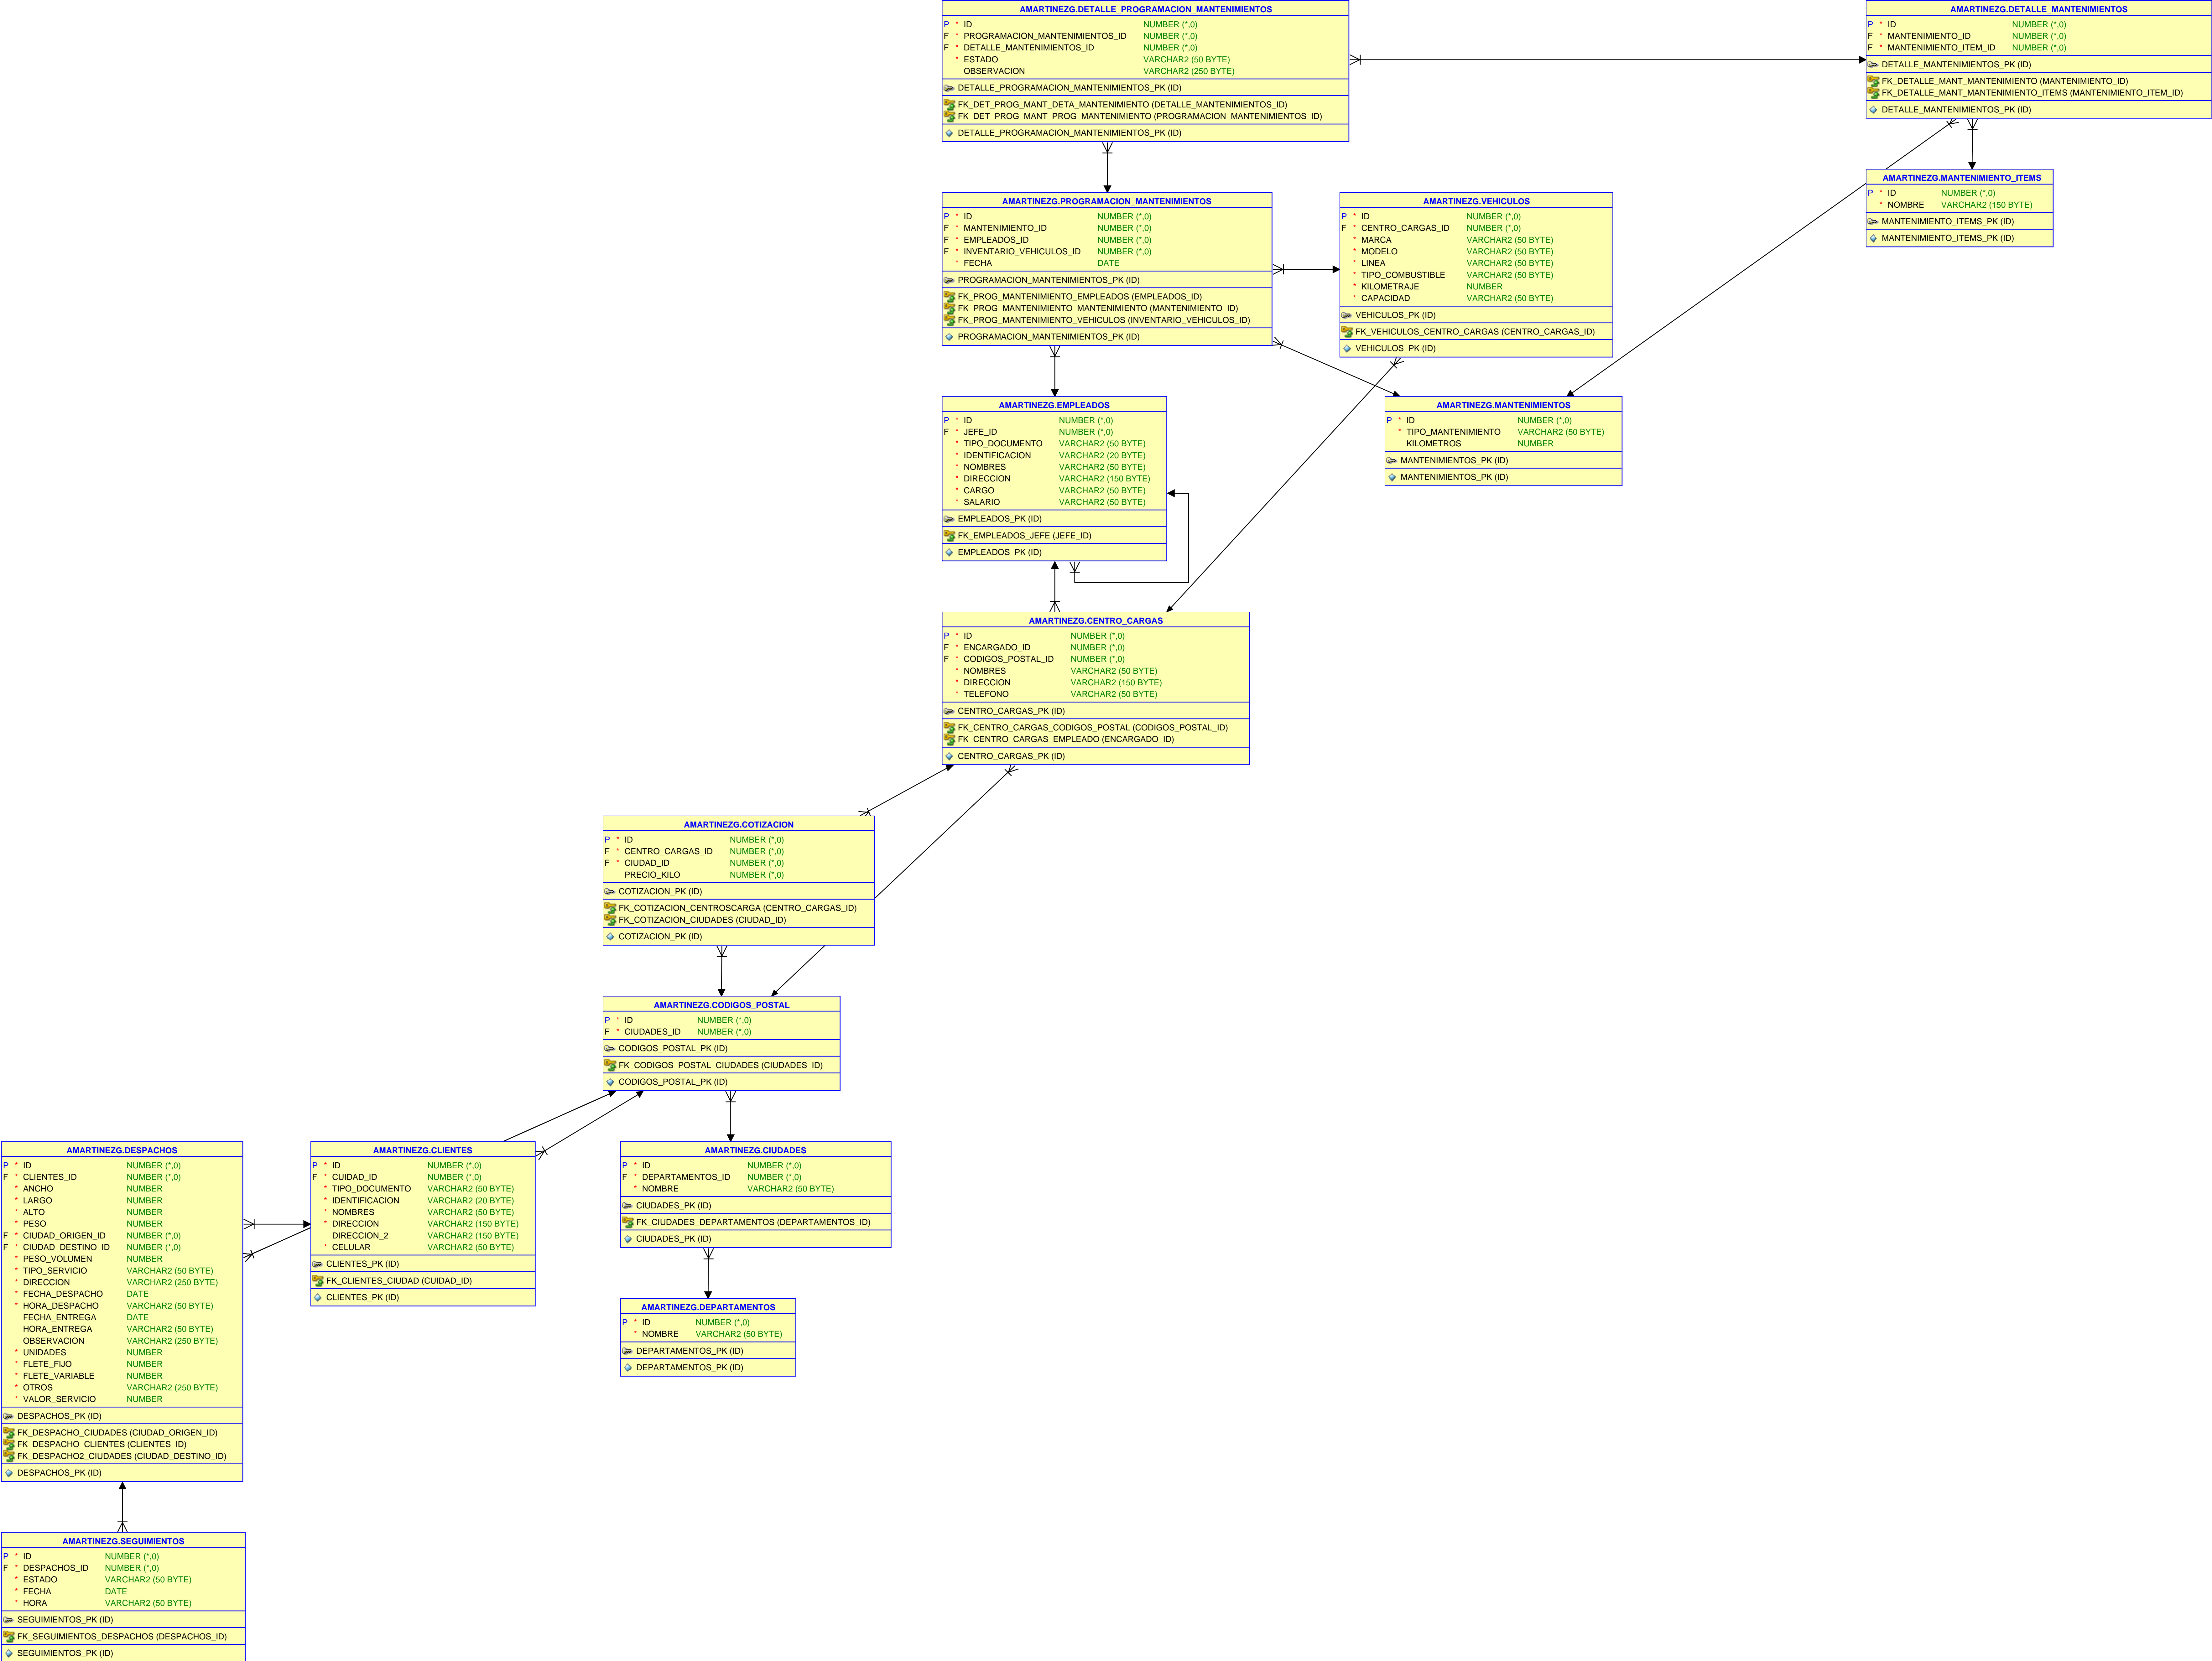 AMARTINEZG.DETALLE_PROGRAMACION_MANTENIMIENTOS
P * ID NUMBER (*,0)
F * PROGRAMACION_MANTENIMIENTOS_ID NUMBER (*,0)
F * DETALLE_MANTENIMIENTOS_ID NUMBER (*,0)
* ESTADO VARCHAR2 (50 BYTE)
OBSERVACION VARCHAR2 (250 BYTE)
DETALLE_PROGRAMACION_MANTENIMIENTOS_PK (ID)
FK_DET_PROG_MANT_DETA_MANTENIMIENTO (DETALLE_MANTENIMIENTOS_ID)
FK_DET_PROG_MANT_PROG_MANTENIMIENTO (PROGRAMACION_MANTENIMIENTOS_ID)
DETALLE_PROGRAMACION_MANTENIMIENTOS_PK (ID)
AMARTINEZG.DETALLE_MANTENIMIENTOS
P * ID NUMBER (*,0)
F * MANTENIMIENTO_ID NUMBER (*,0)
F * MANTENIMIENTO_ITEM_ID NUMBER (*,0)
DETALLE_MANTENIMIENTOS_PK (ID)
FK_DETALLE_MANT_MANTENIMIENTO (MANTENIMIENTO_ID)
FK_DETALLE_MANT_MANTENIMIENTO_ITEMS (MANTENIMIENTO_ITEM_ID)
DETALLE_MANTENIMIENTOS_PK (ID)
AMARTINEZG.MANTENIMIENTO_ITEMS
P * ID NUMBER (*,0)
* NOMBRE VARCHAR2 (150 BYTE)
MANTENIMIENTO_ITEMS_PK (ID)
MANTENIMIENTO_ITEMS_PK (ID)
AMARTINEZG.PROGRAMACION_MANTENIMIENTOS
P * ID NUMBER (*,0)
F * MANTENIMIENTO_ID NUMBER (*,0)
F * EMPLEADOS_ID NUMBER (*,0)
F * INVENTARIO_VEHICULOS_ID NUMBER (*,0)
* FECHA DATE
PROGRAMACION_MANTENIMIENTOS_PK (ID)
FK_PROG_MANTENIMIENTO_EMPLEADOS (EMPLEADOS_ID)
FK_PROG_MANTENIMIENTO_MANTENIMIENTO (MANTENIMIENTO_ID)
FK_PROG_MANTENIMIENTO_VEHICULOS (INVENTARIO_VEHICULOS_ID)
PROGRAMACION_MANTENIMIENTOS_PK (ID)
AMARTINEZG.VEHICULOS
P * ID NUMBER (*,0)
F * CENTRO_CARGAS_ID NUMBER (*,0)
* MARCA VARCHAR2 (50 BYTE)
* MODELO VARCHAR2 (50 BYTE)
* LINEA VARCHAR2 (50 BYTE)
* TIPO_COMBUSTIBLE VARCHAR2 (50 BYTE)
* KILOMETRAJE NUMBER
* CAPACIDAD VARCHAR2 (50 BYTE)
VEHICULOS_PK (ID)
FK_VEHICULOS_CENTRO_CARGAS (CENTRO_CARGAS_ID)
VEHICULOS_PK (ID)
AMARTINEZG.EMPLEADOS
P * ID NUMBER (*,0)
F * JEFE_ID NUMBER (*,0)
* TIPO_DOCUMENTO VARCHAR2 (50 BYTE)
* IDENTIFICACION VARCHAR2 (20 BYTE)
* NOMBRES VARCHAR2 (50 BYTE)
* DIRECCION VARCHAR2 (150 BYTE)
* CARGO VARCHAR2 (50 BYTE)
* SALARIO VARCHAR2 (50 BYTE)
EMPLEADOS_PK (ID)
FK_EMPLEADOS_JEFE (JEFE_ID)
EMPLEADOS_PK (ID)
AMARTINEZG.MANTENIMIENTOS
P * ID NUMBER (*,0)
* TIPO_MANTENIMIENTO VARCHAR2 (50 BYTE)
KILOMETROS NUMBER
MANTENIMIENTOS_PK (ID)
MANTENIMIENTOS_PK (ID)
AMARTINEZG.CENTRO_CARGAS
P * ID NUMBER (*,0)
F * ENCARGADO_ID NUMBER (*,0)
F * CODIGOS_POSTAL_ID NUMBER (*,0)
* NOMBRES VARCHAR2 (50 BYTE)
* DIRECCION VARCHAR2 (150 BYTE)
* TELEFONO VARCHAR2 (50 BYTE)
CENTRO_CARGAS_PK (ID)
FK_CENTRO_CARGAS_CODIGOS_POSTAL (CODIGOS_POSTAL_ID)
FK_CENTRO_CARGAS_EMPLEADO (ENCARGADO_ID)
CENTRO_CARGAS_PK (ID)
AMARTINEZG.COTIZACION
P * ID NUMBER (*,0)
F * CENTRO_CARGAS_ID NUMBER (*,0)
F * CIUDAD_ID NUMBER (*,0)
PRECIO_KILO NUMBER (*,0)
COTIZACION_PK (ID)
FK_COTIZACION_CENTROSCARGA (CENTRO_CARGAS_ID)
FK_COTIZACION_CIUDADES (CIUDAD_ID)
COTIZACION_PK (ID)
AMARTINEZG.CODIGOS_POSTAL
P * ID NUMBER (*,0)
F * CIUDADES_ID NUMBER (*,0)
CODIGOS_POSTAL_PK (ID)
FK_CODIGOS_POSTAL_CIUDADES (CIUDADES_ID)
CODIGOS_POSTAL_PK (ID)
AMARTINEZG.DESPACHOS
P * ID NUMBER (*,0)
F * CLIENTES_ID NUMBER (*,0)
* ANCHO NUMBER
* LARGO NUMBER
* ALTO NUMBER
* PESO NUMBER
F * CIUDAD_ORIGEN_ID NUMBER (*,0)
F * CIUDAD_DESTINO_ID NUMBER (*,0)
* PESO_VOLUMEN NUMBER
* TIPO_SERVICIO VARCHAR2 (50 BYTE)
* DIRECCION VARCHAR2 (250 BYTE)
* FECHA_DESPACHO DATE
* HORA_DESPACHO VARCHAR2 (50 BYTE)
FECHA_ENTREGA DATE
HORA_ENTREGA VARCHAR2 (50 BYTE)
OBSERVACION VARCHAR2 (250 BYTE)
* UNIDADES NUMBER
* FLETE_FIJO NUMBER
* FLETE_VARIABLE NUMBER
* OTROS VARCHAR2 (250 BYTE)
* VALOR_SERVICIO NUMBER
DESPACHOS_PK (ID)
FK_DESPACHO_CIUDADES (CIUDAD_ORIGEN_ID)
FK_DESPACHO_CLIENTES (CLIENTES_ID)
FK_DESPACHO2_CIUDADES (CIUDAD_DESTINO_ID)
DESPACHOS_PK (ID)
AMARTINEZG.CLIENTES
P * ID NUMBER (*,0)
F * CUIDAD_ID NUMBER (*,0)
* TIPO_DOCUMENTO VARCHAR2 (50 BYTE)
* IDENTIFICACION VARCHAR2 (20 BYTE)
* NOMBRES VARCHAR2 (50 BYTE)
* DIRECCION VARCHAR2 (150 BYTE)
DIRECCION_2 VARCHAR2 (150 BYTE)
* CELULAR VARCHAR2 (50 BYTE)
CLIENTES_PK (ID)
FK_CLIENTES_CIUDAD (CUIDAD_ID)
CLIENTES_PK (ID)
AMARTINEZG.CIUDADES
P * ID NUMBER (*,0)
F * DEPARTAMENTOS_ID NUMBER (*,0)
* NOMBRE VARCHAR2 (50 BYTE)
CIUDADES_PK (ID)
FK_CIUDADES_DEPARTAMENTOS (DEPARTAMENTOS_ID)
CIUDADES_PK (ID)
AMARTINEZG.DEPARTAMENTOS
P * ID NUMBER (*,0)
* NOMBRE VARCHAR2 (50 BYTE)
DEPARTAMENTOS_PK (ID)
DEPARTAMENTOS_PK (ID)
AMARTINEZG.SEGUIMIENTOS
P * ID NUMBER (*,0)
F * DESPACHOS_ID NUMBER (*,0)
* ESTADO VARCHAR2 (50 BYTE)
* FECHA DATE
* HORA VARCHAR2 (50 BYTE)
SEGUIMIENTOS_PK (ID)
FK_SEGUIMIENTOS_DESPACHOS (DESPACHOS_ID)
SEGUIMIENTOS_PK (ID)